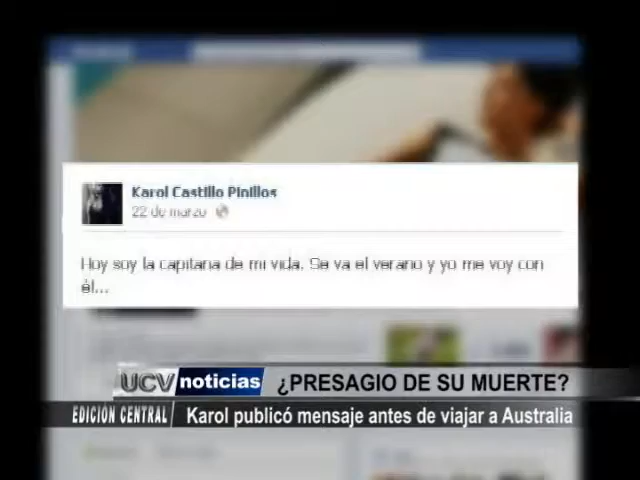 Karol Castillo Pinillos
22 de marzo
Hoy soy la capitana de mi vida. Se va el verano y yo me voy con
él...
UCV noticias ¿PRESAGIO DE SU MUERTE?
EDICIÓN CENTRAL Karol publicó mensaje antes de viajar a Australia